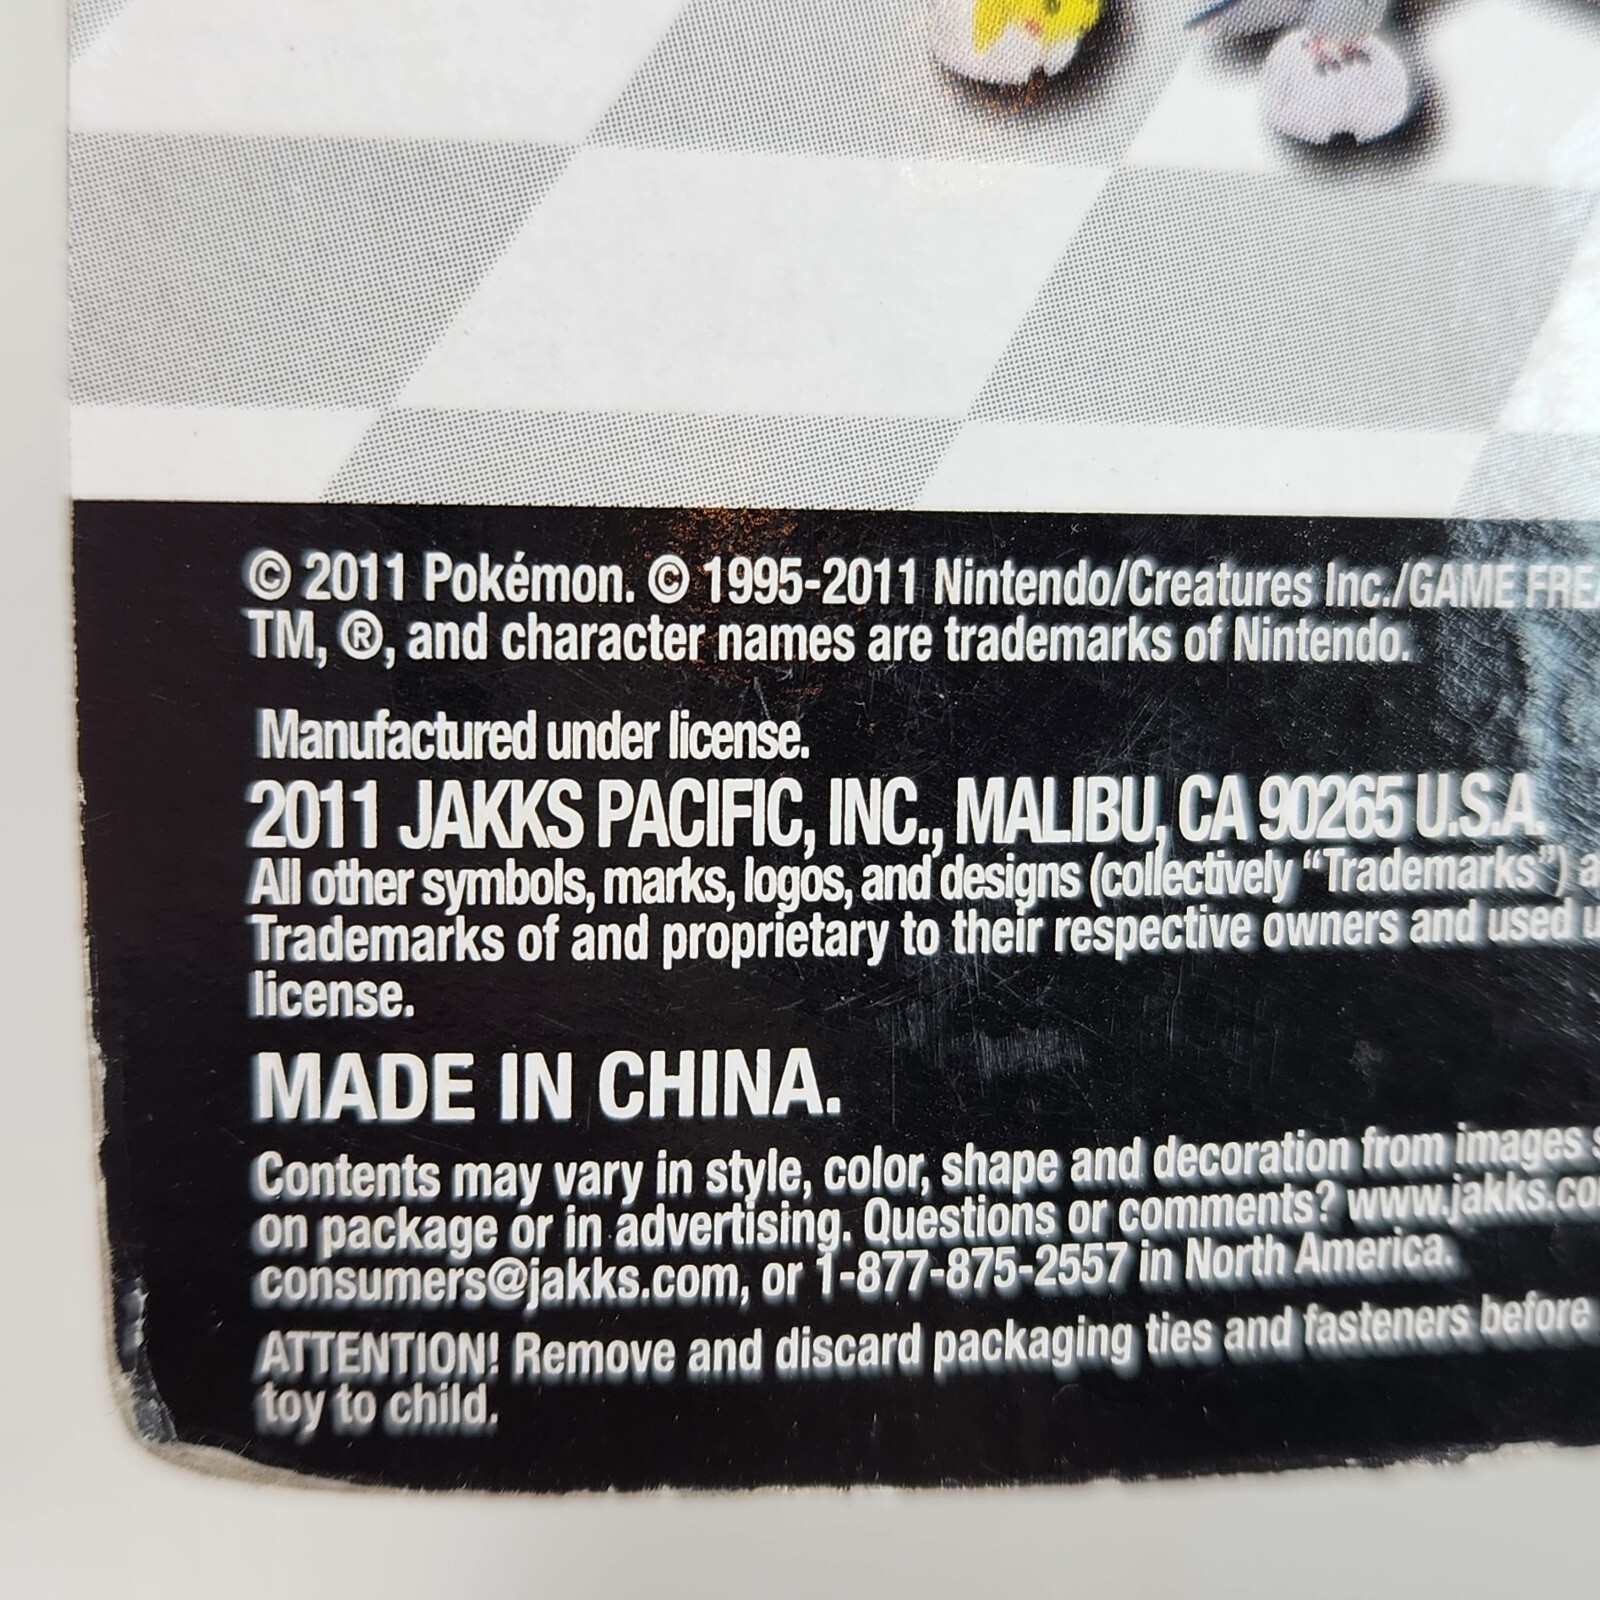 © 2011 Pokémon. © 1995-2011 Nintendo/Creatures Inc./GAME
TM, ®, and character names are trademarks of Nintendo.
Manufactured under license.
2011 JAKKS PACIFIC, INC., MALIBU, CA 90265 U.S.A.
All other symbols, marks, logos, and designs (collectively “Trademarks”)
Trademarks of and proprietary to their respective owners and used
license.
MADE IN CHINA.
Contents may vary in style, color, shape and decoration from images
on package or in advertising. Questions or comments? www.jakks.co
consumers@jakks.com, or 1-877-875-2557 in North America.
ATTENTION! Remove and discard packaging ties and fasteners before
toy to child.